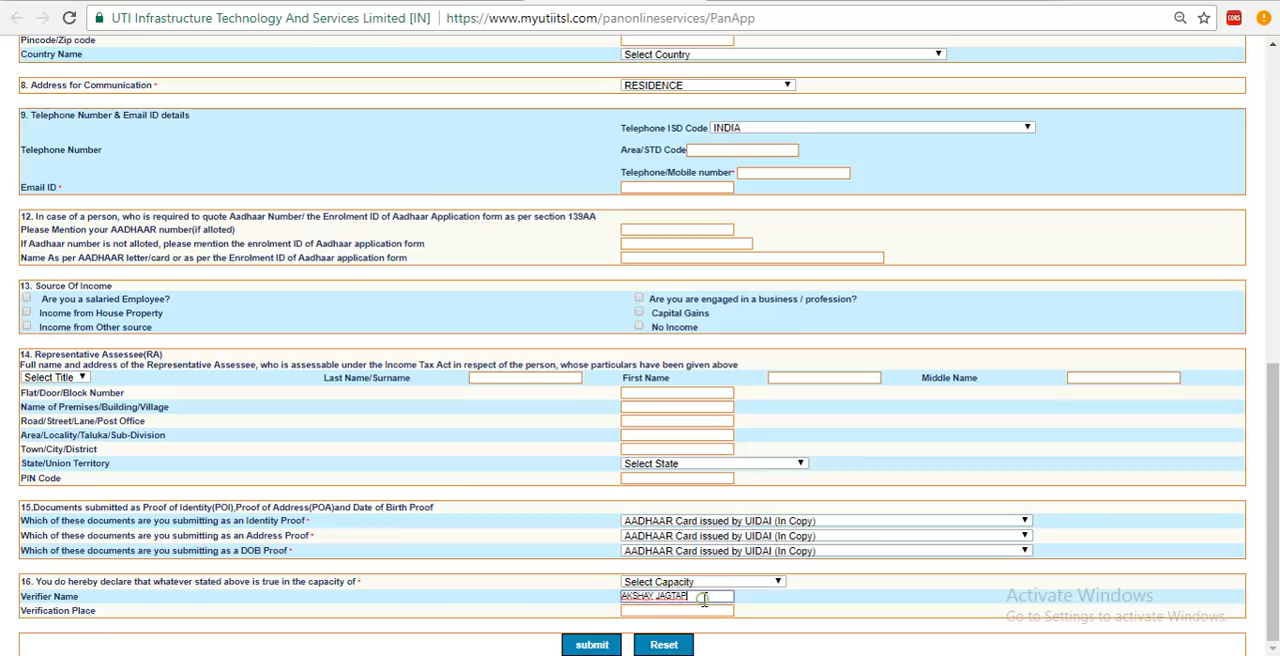 UTI Infrastructure Technology And Services Limited [IN] https://www.myutiitsl.com/panonlineservices/PanApp CORS
Pincode/Zip code
Country Name Select Country
8. Address for Communication * RESIDENCE
9. Telephone Number & Email ID details
Telephone ISD Code INDIA
Telephone Number Area/STD Code
Telephone/Mobile number*
Email ID *
12. In case of a person, who is required to quote Aadhaar Number/ the Enrolment ID of Aadhaar Application form as per section 139AA
Please Mention your AADHAAR number(if alloted)
If Aadhaar number is not alloted, please mention the enrolment ID of Aadhaar application form
Name As per AADHAAR letter/card or as per the Enrolment ID of Aadhaar application form
13. Source Of Income
Are you a salaried Employee? Are you are engaged in a business / profession?
Income from House Property Capital Gains
Income from Other source No Income
14. Representative Assessee(RA)
Full name and address of the Representative Assessee, who is assessable under the Income Tax Act in respect of the person, whose particulars have been given above
Select Title Last Name/Surname First Name Middle Name
Flat/Door/Block Number
Name of Premises/Building/Village
Road/Street/Lane/Post Office
Area/Locality/Taluka/Sub-Division
Town/City/District
State/Union Territory Select State
PIN Code
15.Documents submitted as Proof of Identity(POI),Proof of Address(POA)and Date of Birth Proof
Which of these documents are you submitting as an Identity Proof* AADHAAR Card issued by UIDAI (In Copy)
Which of these documents are you submitting as an Address Proof* AADHAAR Card issued by UIDAI (In Copy)
Which of these documents are you submitting as a DOB Proof * AADHAAR Card issued by UIDAI (In Copy)
16. You do hereby declare that whatever stated above is true in the capacity of * Select Capacity
Verifier Name AKSHAY JAGTAP
Verification Place
Activate Windows
Go to Settings to activate Windows.
submit Reset